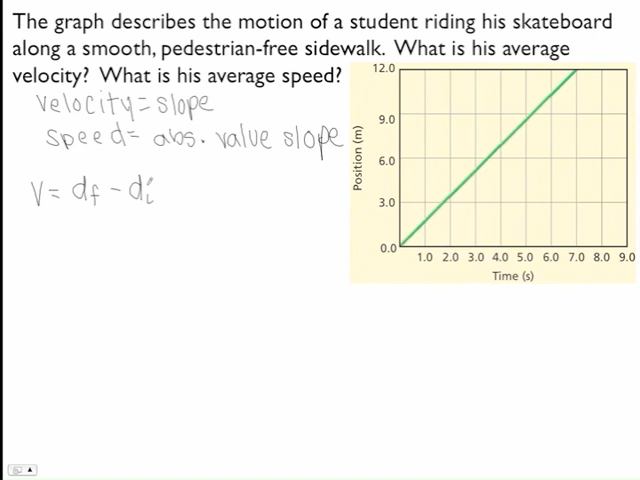 The graph describes the motion of a student riding his skateboard
along a smooth, pedestrian-free sidewalk. What is his average
velocity? What is his average speed?
velocity = slope
speed = abs. value slope
v = df - di
Position (m)
12.0
9.0
6.0
3.0
0.0
1.0 2.0 3.0 4.0 5.0 6.0 7.0 8.0 9.0
Time (s)